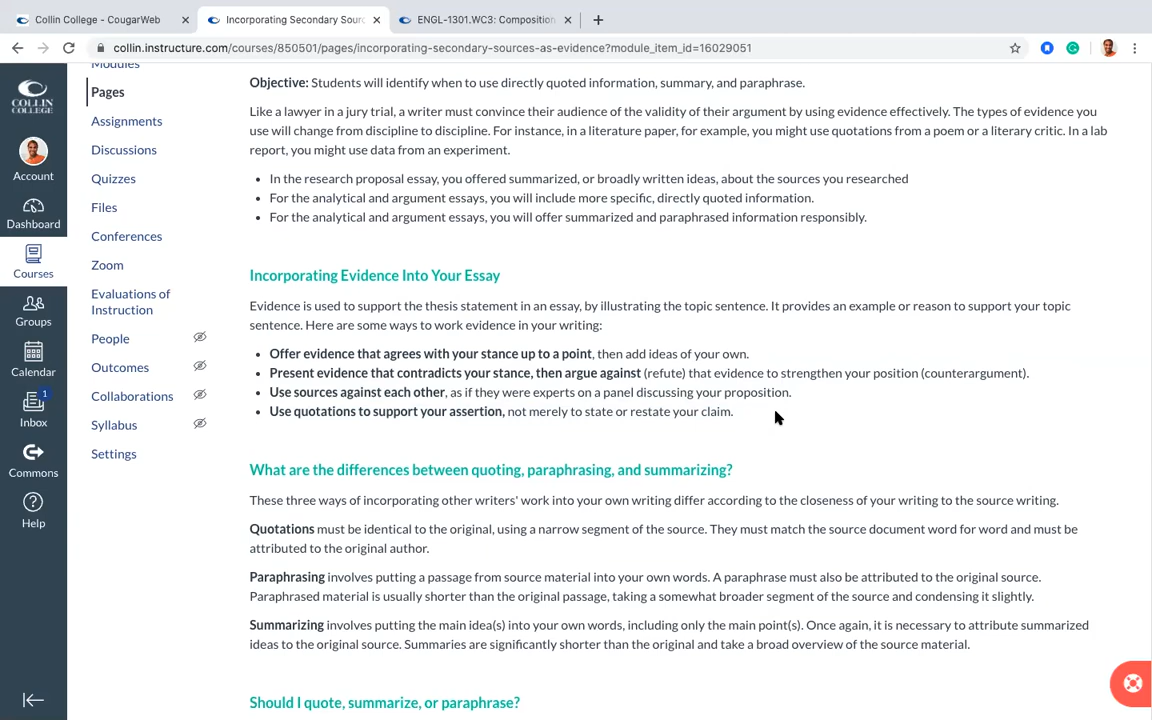 Collin College - CougarWeb
Incorporating Secondary Sour
ENGL-1301.WC3: Composition
collin.instructure.com/courses/850501/pages/incorporating-secondary-sources-as-evidence?module_item_id=16029051
COLLIN
COLLEGE
Account
Dashboard
Courses
Groups
Calendar
1
Inbox
Commons
Help
Modules
Pages
Assignments
Discussions
Quizzes
Files
Conferences
Zoom
Evaluations of
Instruction
People
Outcomes
Collaborations
Syllabus
Settings
Objective: Students will identify when to use directly quoted information, summary, and paraphrase.
Like a lawyer in a jury trial, a writer must convince their audience of the validity of their argument by using evidence effectively. The types of evidence you
use will change from discipline to discipline. For instance, in a literature paper, for example, you might use quotations from a poem or a literary critic. In a lab
report, you might use data from an experiment.
• In the research proposal essay, you offered summarized, or broadly written ideas, about the sources you researched
• For the analytical and argument essays, you will include more specific, directly quoted information.
• For the analytical and argument essays, you will offer summarized and paraphrased information responsibly.
Incorporating Evidence Into Your Essay
Evidence is used to support the thesis statement in an essay, by illustrating the topic sentence. It provides an example or reason to support your topic
sentence. Here are some ways to work evidence in your writing:
• Offer evidence that agrees with your stance up to a point, then add ideas of your own.
• Present evidence that contradicts your stance, then argue against (refute) that evidence to strengthen your position (counterargument).
• Use sources against each other, as if they were experts on a panel discussing your proposition.
• Use quotations to support your assertion, not merely to state or restate your claim.
What are the differences between quoting, paraphrasing, and summarizing?
These three ways of incorporating other writers' work into your own writing differ according to the closeness of your writing to the source writing.
Quotations must be identical to the original, using a narrow segment of the source. They must match the source document word for word and must be
attributed to the original author.
Paraphrasing involves putting a passage from source material into your own words. A paraphrase must also be attributed to the original source.
Paraphrased material is usually shorter than the original passage, taking a somewhat broader segment of the source and condensing it slightly.
Summarizing involves putting the main idea(s) into your own words, including only the main point(s). Once again, it is necessary to attribute summarized
ideas to the original source. Summaries are significantly shorter than the original and take a broad overview of the source material.
Should I quote, summarize, or paraphrase?